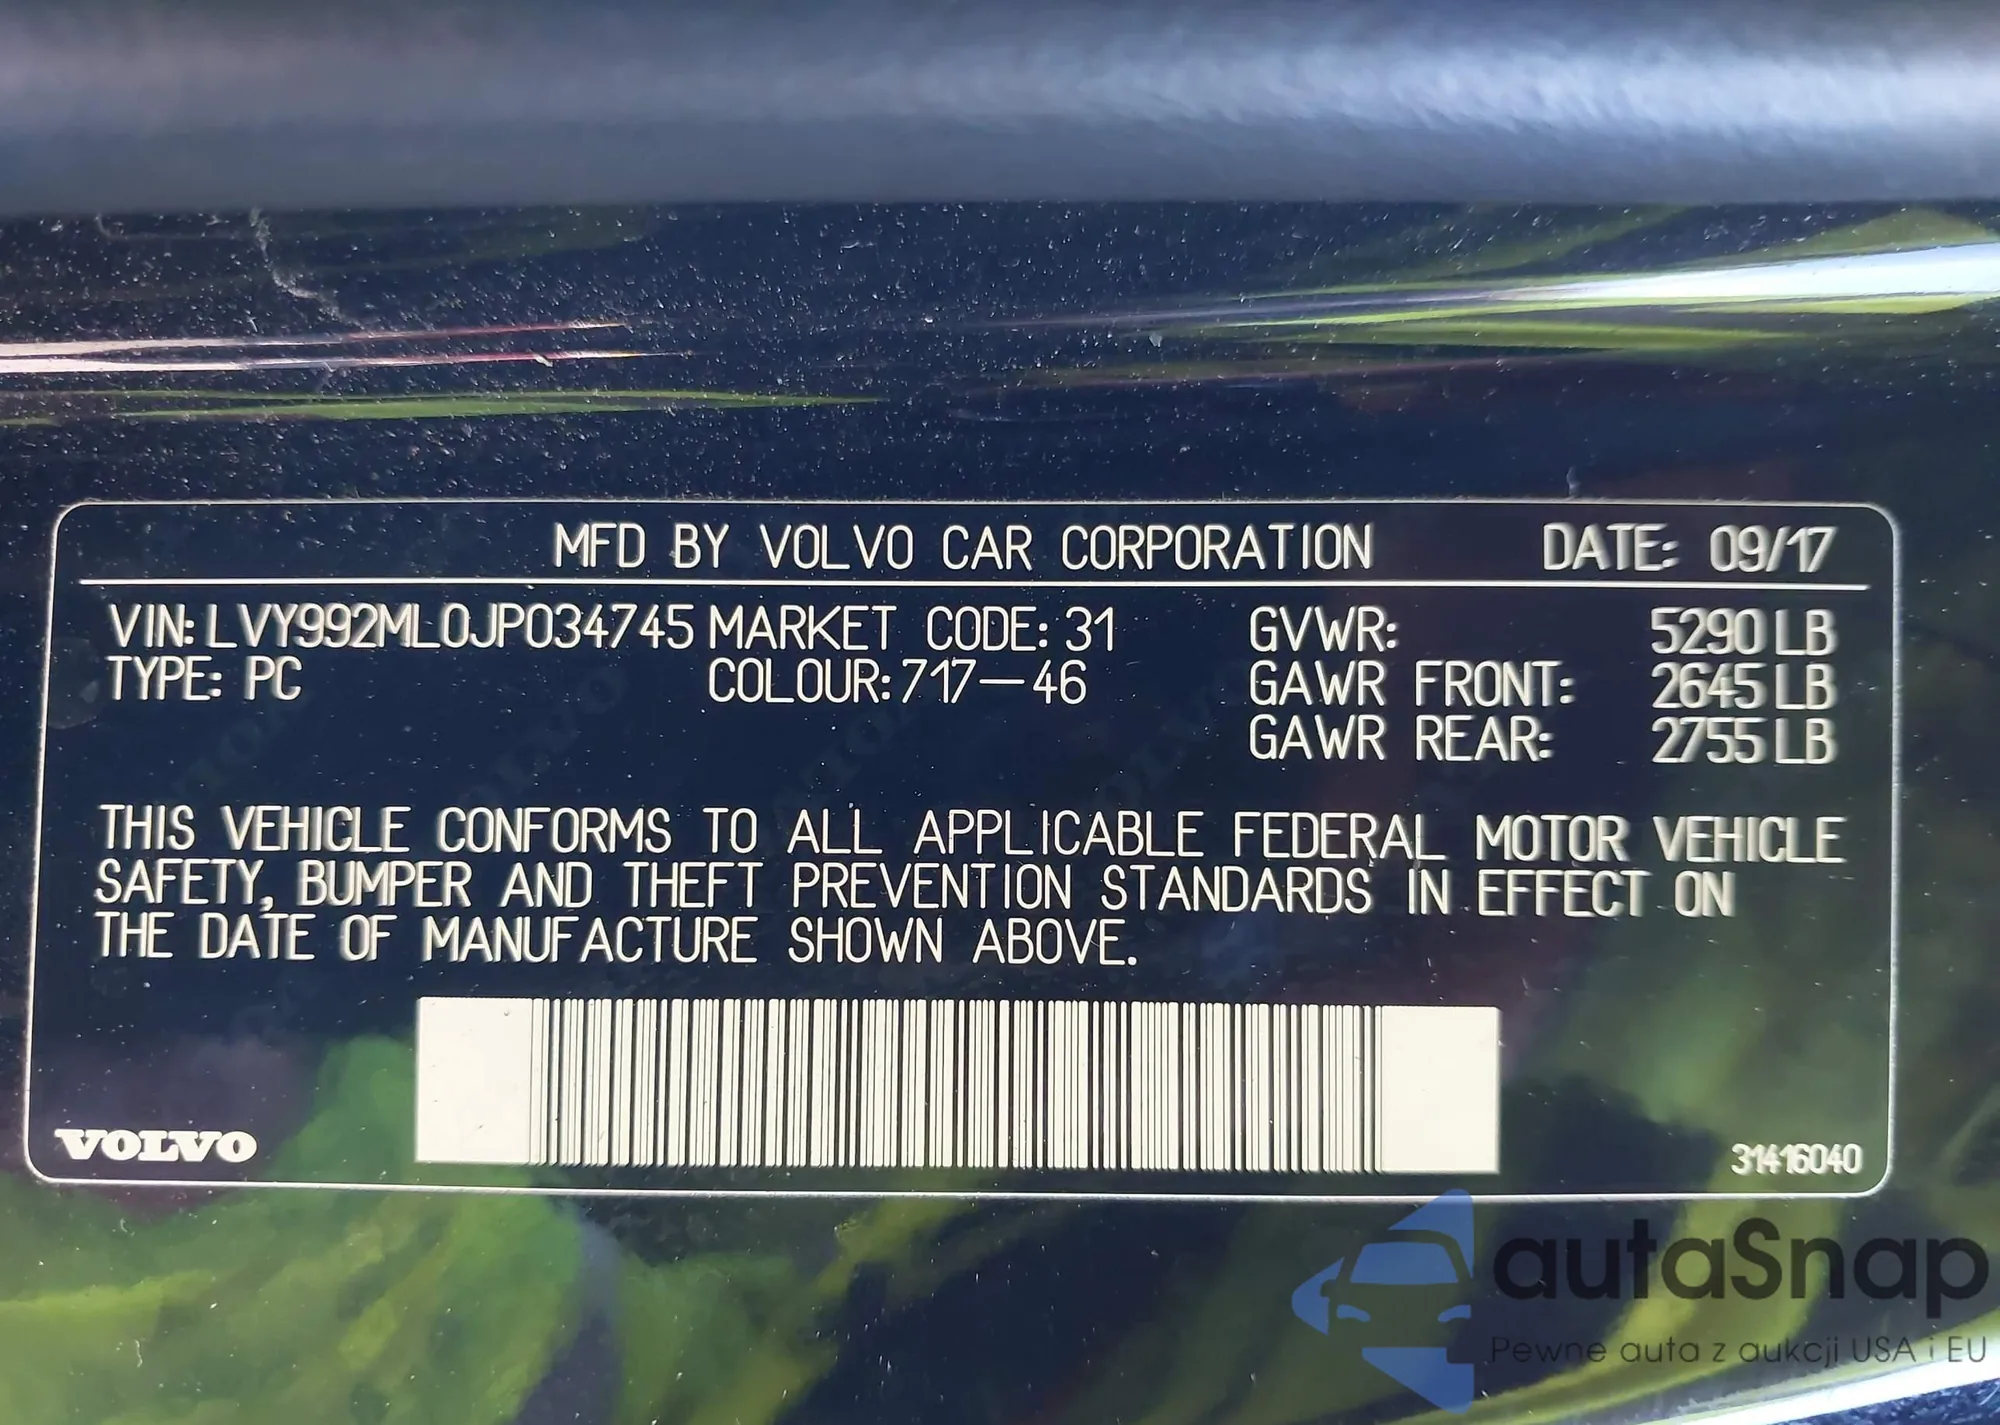 MFD BY VOLVO CAR CORPORATION DATE: 09/17
VIN: LVY992ML0JP034745 MARKET CODE: 31 GVWR: 5290 LB
TYPE: PC COLOUR: 717-46 GAWR FRONT: 2645 LB
GAWR REAR: 2755 LB
THIS VEHICLE CONFORMS TO ALL APPLICABLE FEDERAL MOTOR VEHICLE
SAFETY, BUMPER AND THEFT PREVENTION STANDARDS IN EFFECT ON
THE DATE OF MANUFACTURE SHOWN ABOVE.
VOLVO
31416040
autaSnap
Pewne auta z aukcji USA i EU